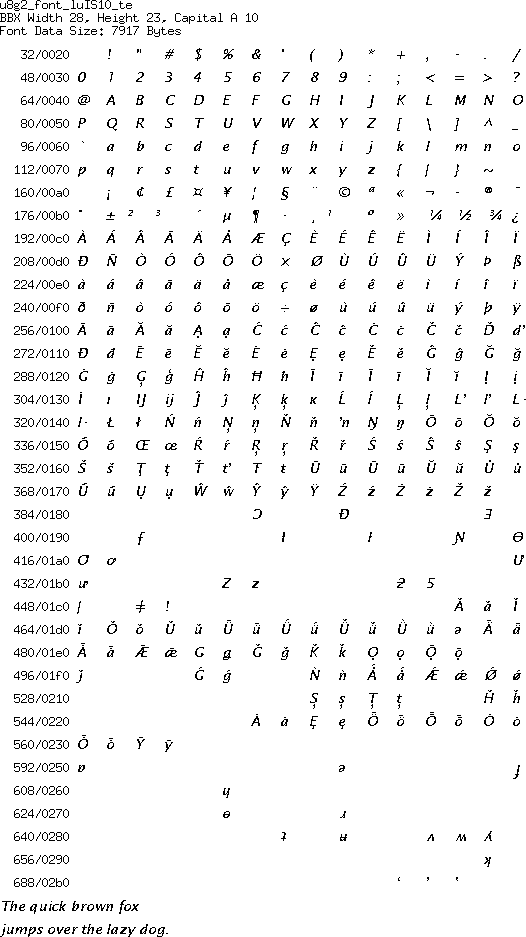 u8g2_font_luIS10_te
BBX Width 28, Height 23, Capital A 10
Font Data Size: 7917 Bytes
32/0020 ! " # $ % & ' ( ) * + , - . /
48/0030 0 1 2 3 4 5 6 7 8 9 : ; < = > ?
64/0040 @ A B C D E F G H I J K L M N O
80/0050 P Q R S T U V W X Y Z [ \ ] ^ _
96/0060 ` a b c d e f g h i j k l m n o
112/0070 p q r s t u v w x y z { | } ~
160/00a0 ¡ ¢ £ ¤ ¥ ¦ § ¨ © ª « ¬ - ® ¯
176/00b0 ° ± ² ³ ´ µ ¶ · ¸ ¹ º » ¼ ½ ¾ ¿
192/00c0 À Á Â Ã Ä Å Æ Ç È É Ê Ë Ì Í Î Ï
208/00d0 Ð Ñ Ò Ó Ô Õ Ö × Ø Ù Ú Û Ü Ý Þ ß
224/00e0 à á â ã ä å æ ç è é ê ë ì í î ï
240/00f0 ð ñ ò ó ô õ ö ÷ ø ù ú û ü ý þ ÿ
256/0100 Ā ā Ă ă Ą ą Ć ć Ĉ ĉ Ċ ċ Č č Ď ď
272/0110 Đ đ Ē ē Ĕ ĕ Ė ė Ę ę Ě ě Ĝ ĝ Ğ ğ
288/0120 Ġ ġ Ģ ģ Ĥ ĥ Ħ ħ Ĩ ĩ Ī ī Ĭ ĭ Į į
304/0130 İ ı Ĳ ĳ Ĵ ĵ Ķ ķ ĸ Ĺ ĺ Ļ ļ Ľ ľ Ŀ
320/0140 ŀ Ł ł Ń ń Ņ ņ Ň ň ŉ Ŋ ŋ Ō ō Ŏ ŏ
336/0150 Ő ő Œ œ Ŕ ŕ Ŗ ŗ Ř ř Ś ś Ŝ ŝ Ş ş
352/0160 Š š Ţ ţ Ť ť Ŧ ŧ Ũ ũ Ū ū Ŭ ŭ Ů ů
368/0170 Ű ű Ų ų Ŵ ŵ Ŷ ŷ Ÿ Ź ź Ż ż Ž ž
384/0180 Ɔ Ɖ Ǝ
400/0190 ƒ ƚ Ɲ Ɵ
416/01a0 Ơ ơ Ư
432/01b0 ư Ƶ ƶ ƻ Ƽ
448/01c0 ǀ ǂ ǃ Ǎ ǎ Ǐ
464/01d0 ǐ Ǒ ǒ Ǔ ǔ Ǖ ǖ Ǘ ǘ Ǚ ǚ Ǜ ǜ ǝ Ǟ ǟ
480/01e0 Ǡ ǡ Ǣ ǣ Ǥ ǥ Ǧ ǧ Ǩ ǩ Ǫ ǫ Ǭ ǭ
496/01f0 ǰ Ǵ ǵ Ǹ ǹ Ǻ ǻ Ǽ ǽ Ǿ ǿ
528/0210 Ș ș Ț ț Ȟ ȟ
544/0220 Ȧ ȧ Ȩ ȩ Ȫ ȫ Ȭ ȭ Ȯ ȯ
560/0230 Ȱ ȱ Ȳ ȳ
592/0250 ɐ ə ɟ
608/0260 ɥ
624/0270 ɵ ɹ
640/0280 ʇ ʉ ʌ ʍ ʎ
656/0290 ʞ
688/02b0 ʻ ʼ ʽ
The quick brown fox
jumps over the lazy dog.